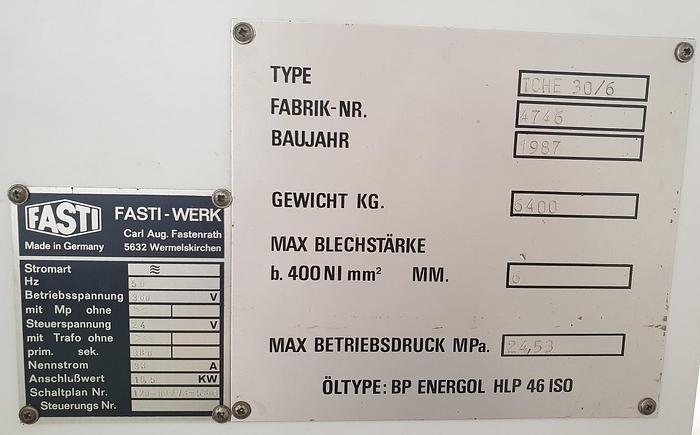 TYPE TCHE 30/6
FABRIK-NR. 4746
BAUJAHR 1987
GEWICHT KG. 6400
MAX BLECHSTÄRKE
b. 400 N I mm² MM. 6
MAX BETRIEBSDRUCK MPa. 24,53
ÖLTYPE: BP ENERGOL HLP 46 ISO
FASTI FASTI-WERK
Carl Aug. Fastenrath
Made in Germany 5632 Wermelskirchen
Stromart
Hz 50
Betriebsspannung 380 V
mit Mp ohne
Steuerspannung 24 V
mit Trafo ohne
prim. sek. 380
Nennstrom 33 A
Anschlußwert KW
Schaltplan Nr.
Steuerungs Nr.